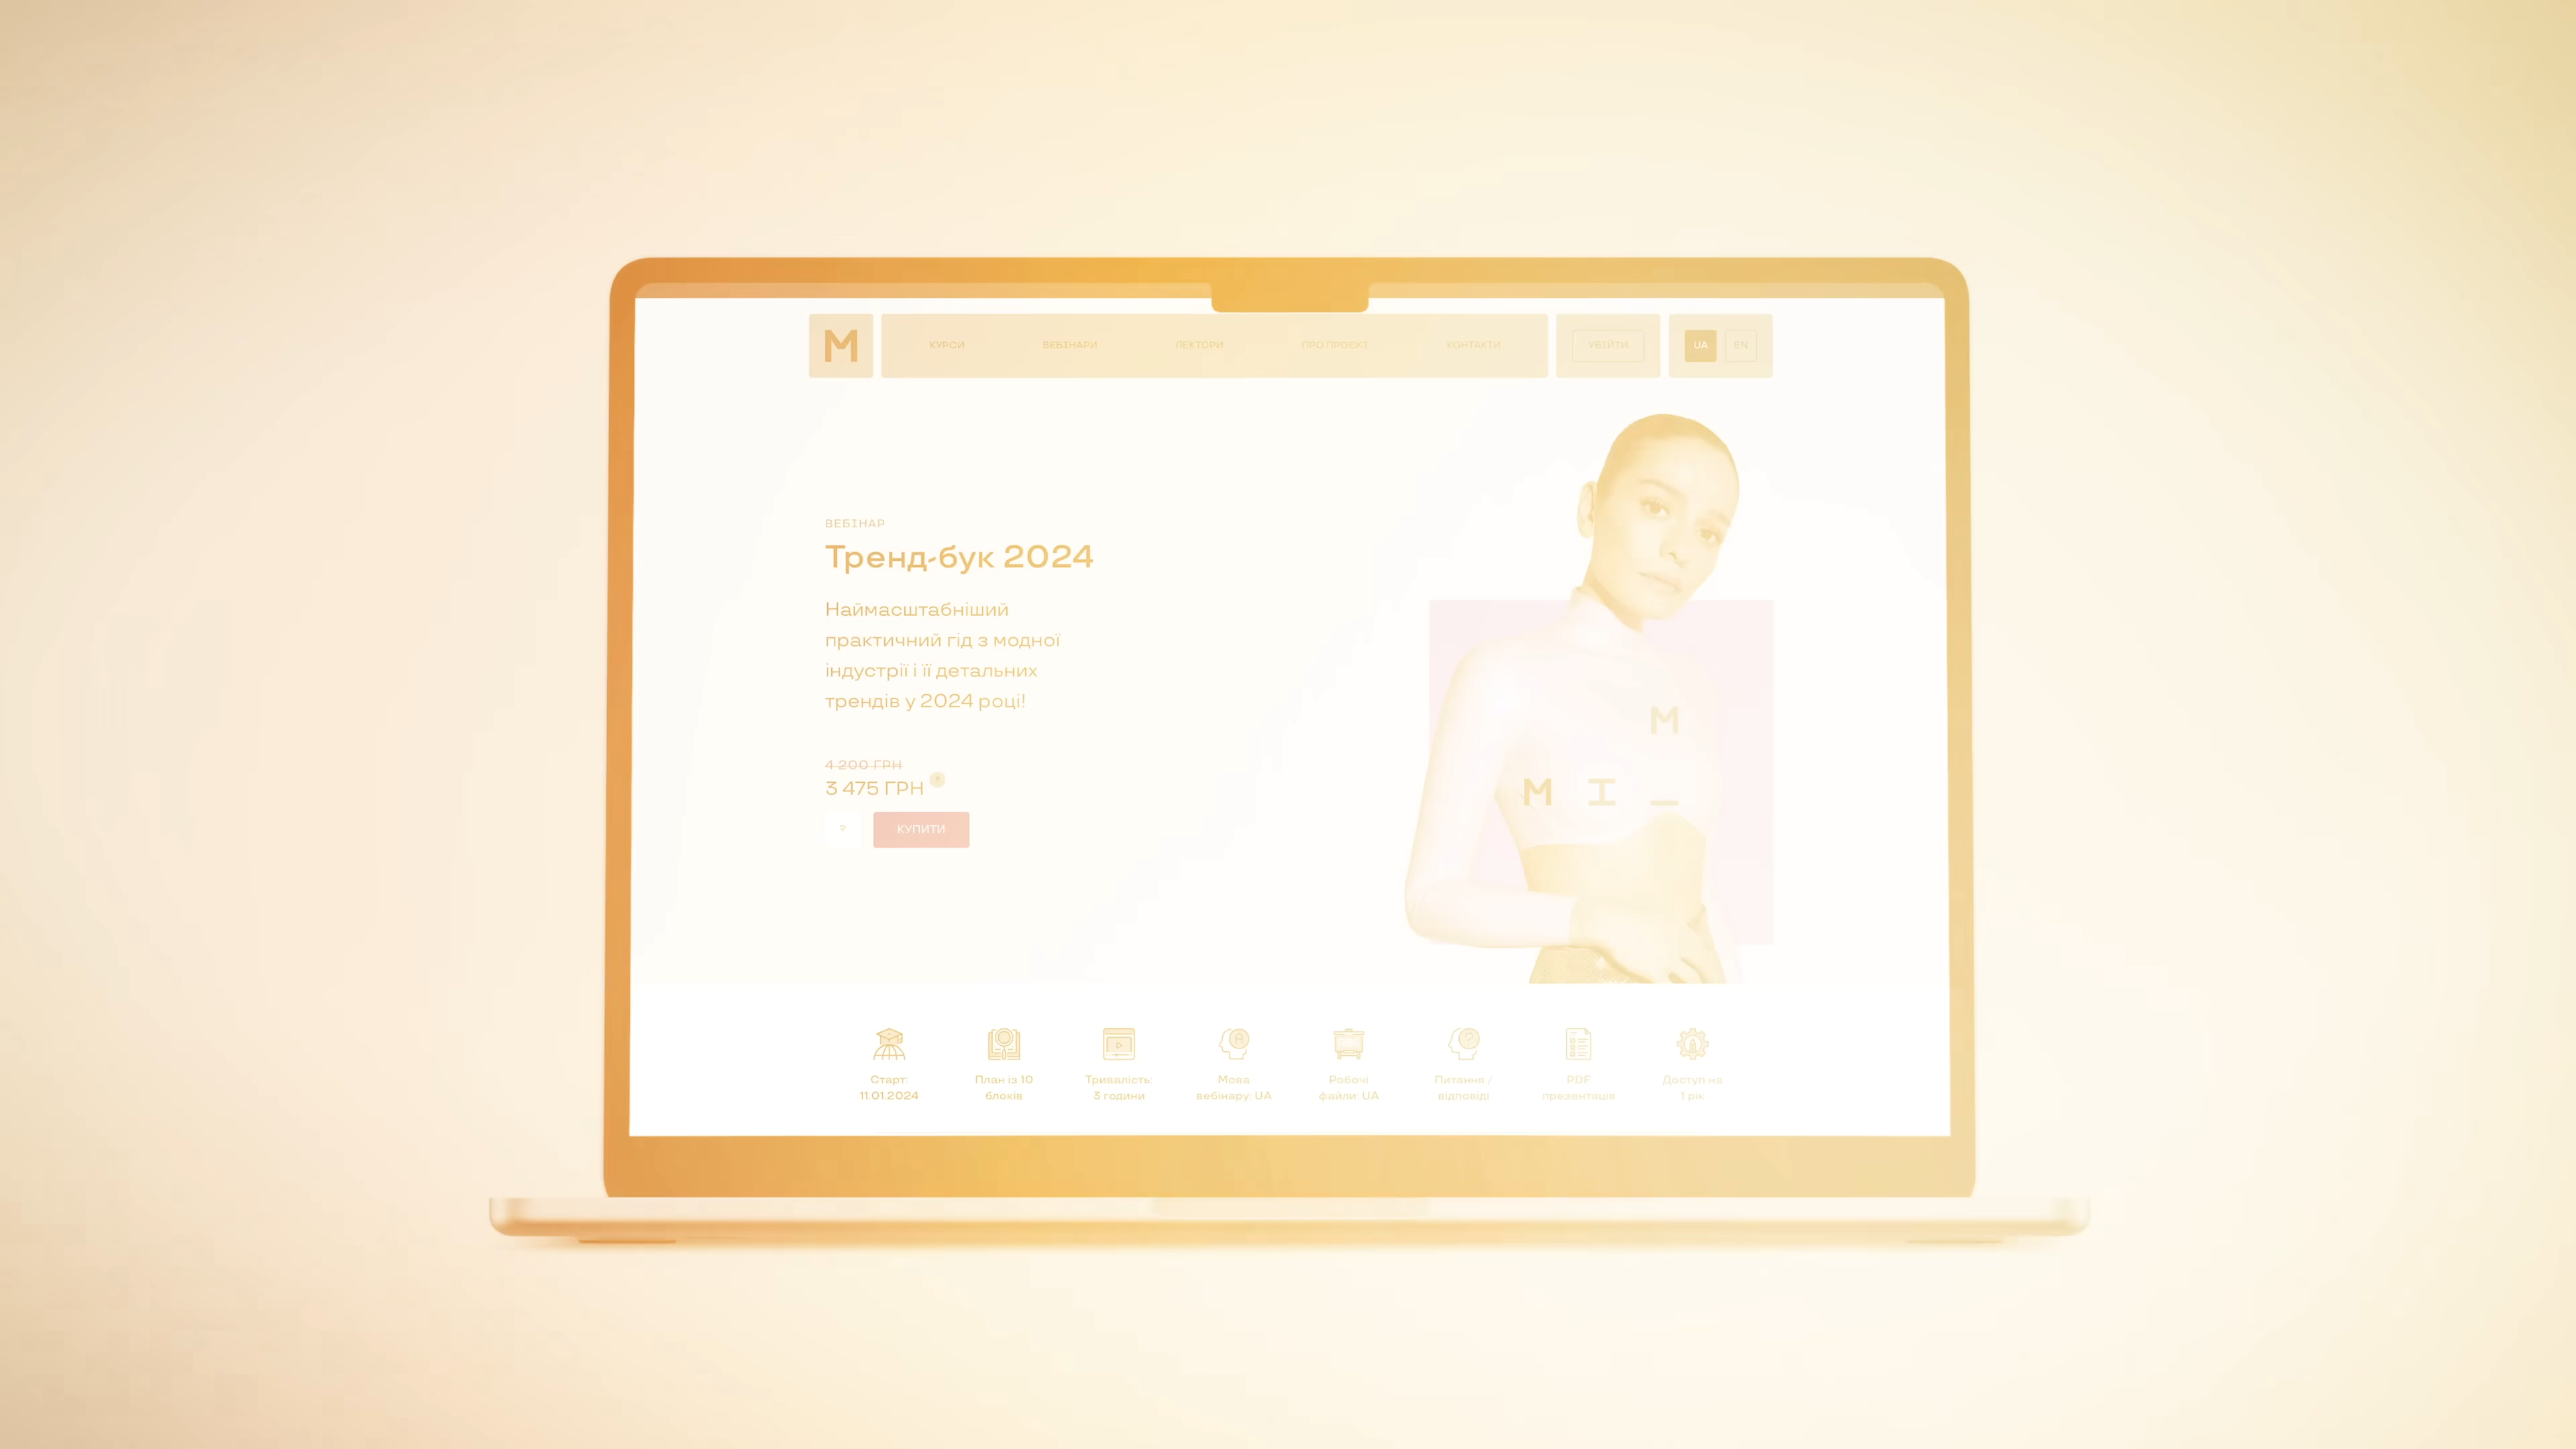 M
КУРСИ
ВЕБІНАРИ
ЛЕКТОРИ
ПРО ПРОЄКТ
КОНТАКТИ
УВІЙТИ
UA
EN
ВЕБІНАР
Тренд-бук 2024
Наймасштабніший
практичний гід з модної
індустрії і її детальних
трендів у 2024 році!
4 200 ГРН
3 475 ГРН
КУПИТИ
M
M I _
Старт:
11.01.2024
План із 10
блоків
Тривалість:
3 години
Мова
вебінару: UA
Робочі
файли: UA
Питання /
відповіді
PDF
презентація
Доступ на
1 рік